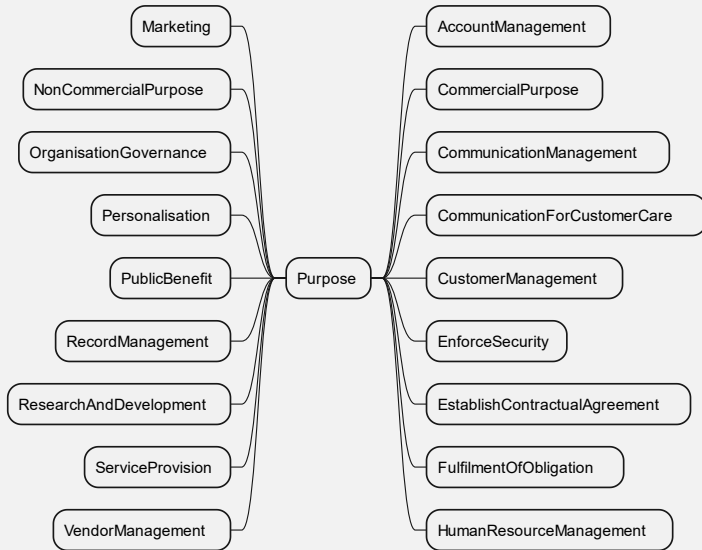 Marketing
AccountManagement
NonCommercialPurpose
CommercialPurpose
OrganisationGovernance
CommunicationManagement
Personalisation
CommunicationForCustomerCare
PublicBenefit
Purpose
CustomerManagement
RecordManagement
EnforceSecurity
ResearchAndDevelopment
EstablishContractualAgreement
ServiceProvision
FulfilmentOfObligation
VendorManagement
HumanResourceManagement